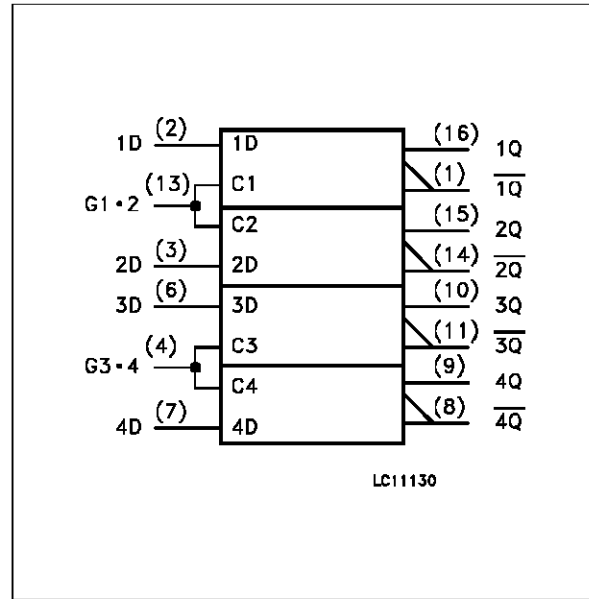 1D (2) 1D (16) 1Q
G1•2 (13) C1 (1) 1Q̅
C2 (15) 2Q
2D (3) 2D (14) 2Q̅
3D (6) 3D (10) 3Q
G3•4 (4) C3 (11) 3Q̅
C4 (9) 4Q
4D (7) 4D (8) 4Q̅
LC11130